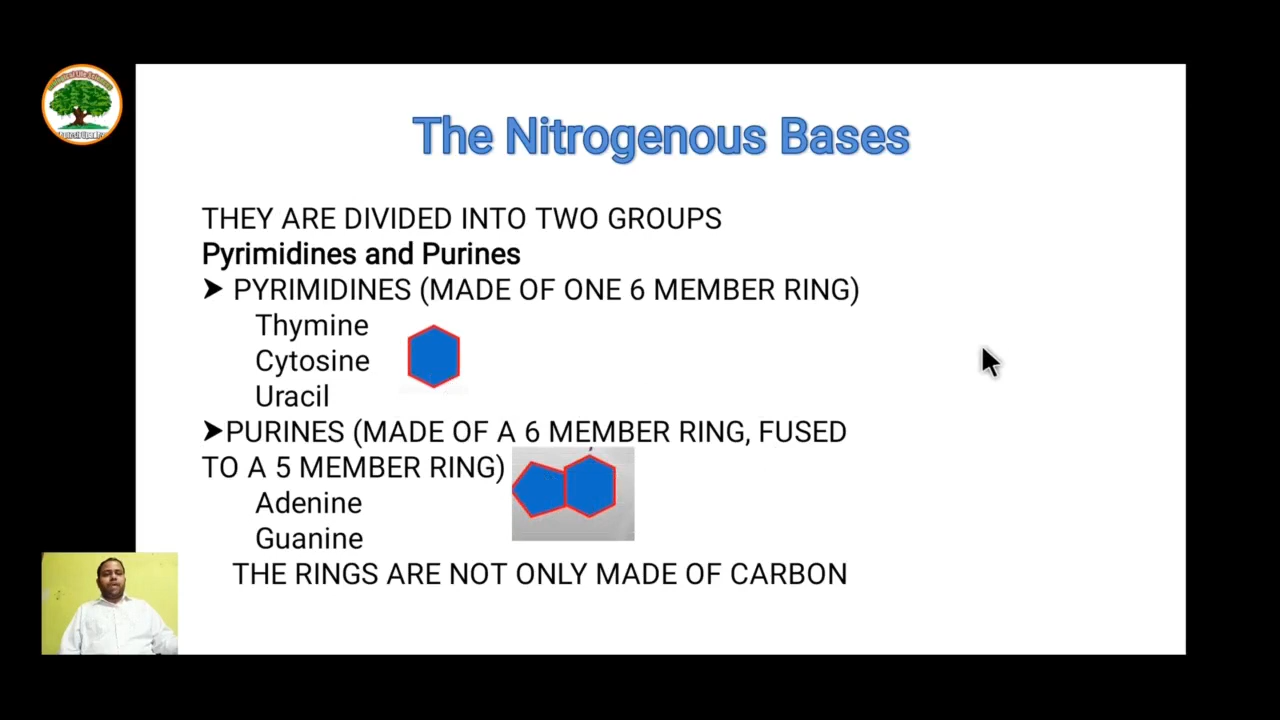 The Nitrogenous Bases
THEY ARE DIVIDED INTO TWO GROUPS
Pyrimidines and Purines
➤ PYRIMIDINES (MADE OF ONE 6 MEMBER RING)
Thymine
Cytosine
Uracil
➤PURINES (MADE OF A 6 MEMBER RING, FUSED
TO A 5 MEMBER RING)
Adenine
Guanine
THE RINGS ARE NOT ONLY MADE OF CARBON